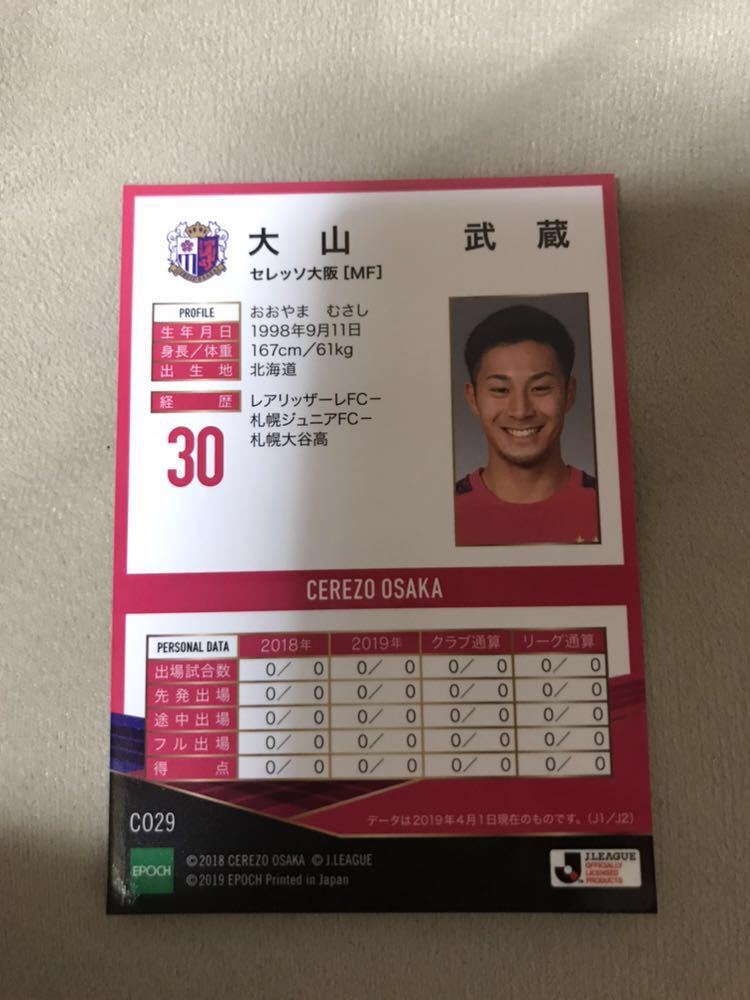 大山 武蔵
セレッソ大阪 [MF]
PROFILE おおやま むさし
生年月日 1998年9月11日
身長／体重 167cm／61kg
出生地 北海道
経歴 レアリッザーレFC－
札幌ジュニアFC－
札幌大谷高
30
CEREZO OSAKA
PERSONAL DATA 2018年 2019年 クラブ通算 リーグ通算
出場試合数 0／ 0 0／ 0 0／ 0 0／ 0
先発出場 0／ 0 0／ 0 0／ 0 0／ 0
途中出場 0／ 0 0／ 0 0／ 0 0／ 0
フル出場 0／ 0 0／ 0 0／ 0 0／ 0
得点 0／ 0 0／ 0 0／ 0 0／ 0
データは2019年4月1日現在のものです。（J1／J2）
CO29
EPOCH
©2018 CEREZO OSAKA ©J.LEAGUE
©2019 EPOCH Printed in Japan
J.LEAGUE
OFFICIALLY
LICENSED
PRODUCTS